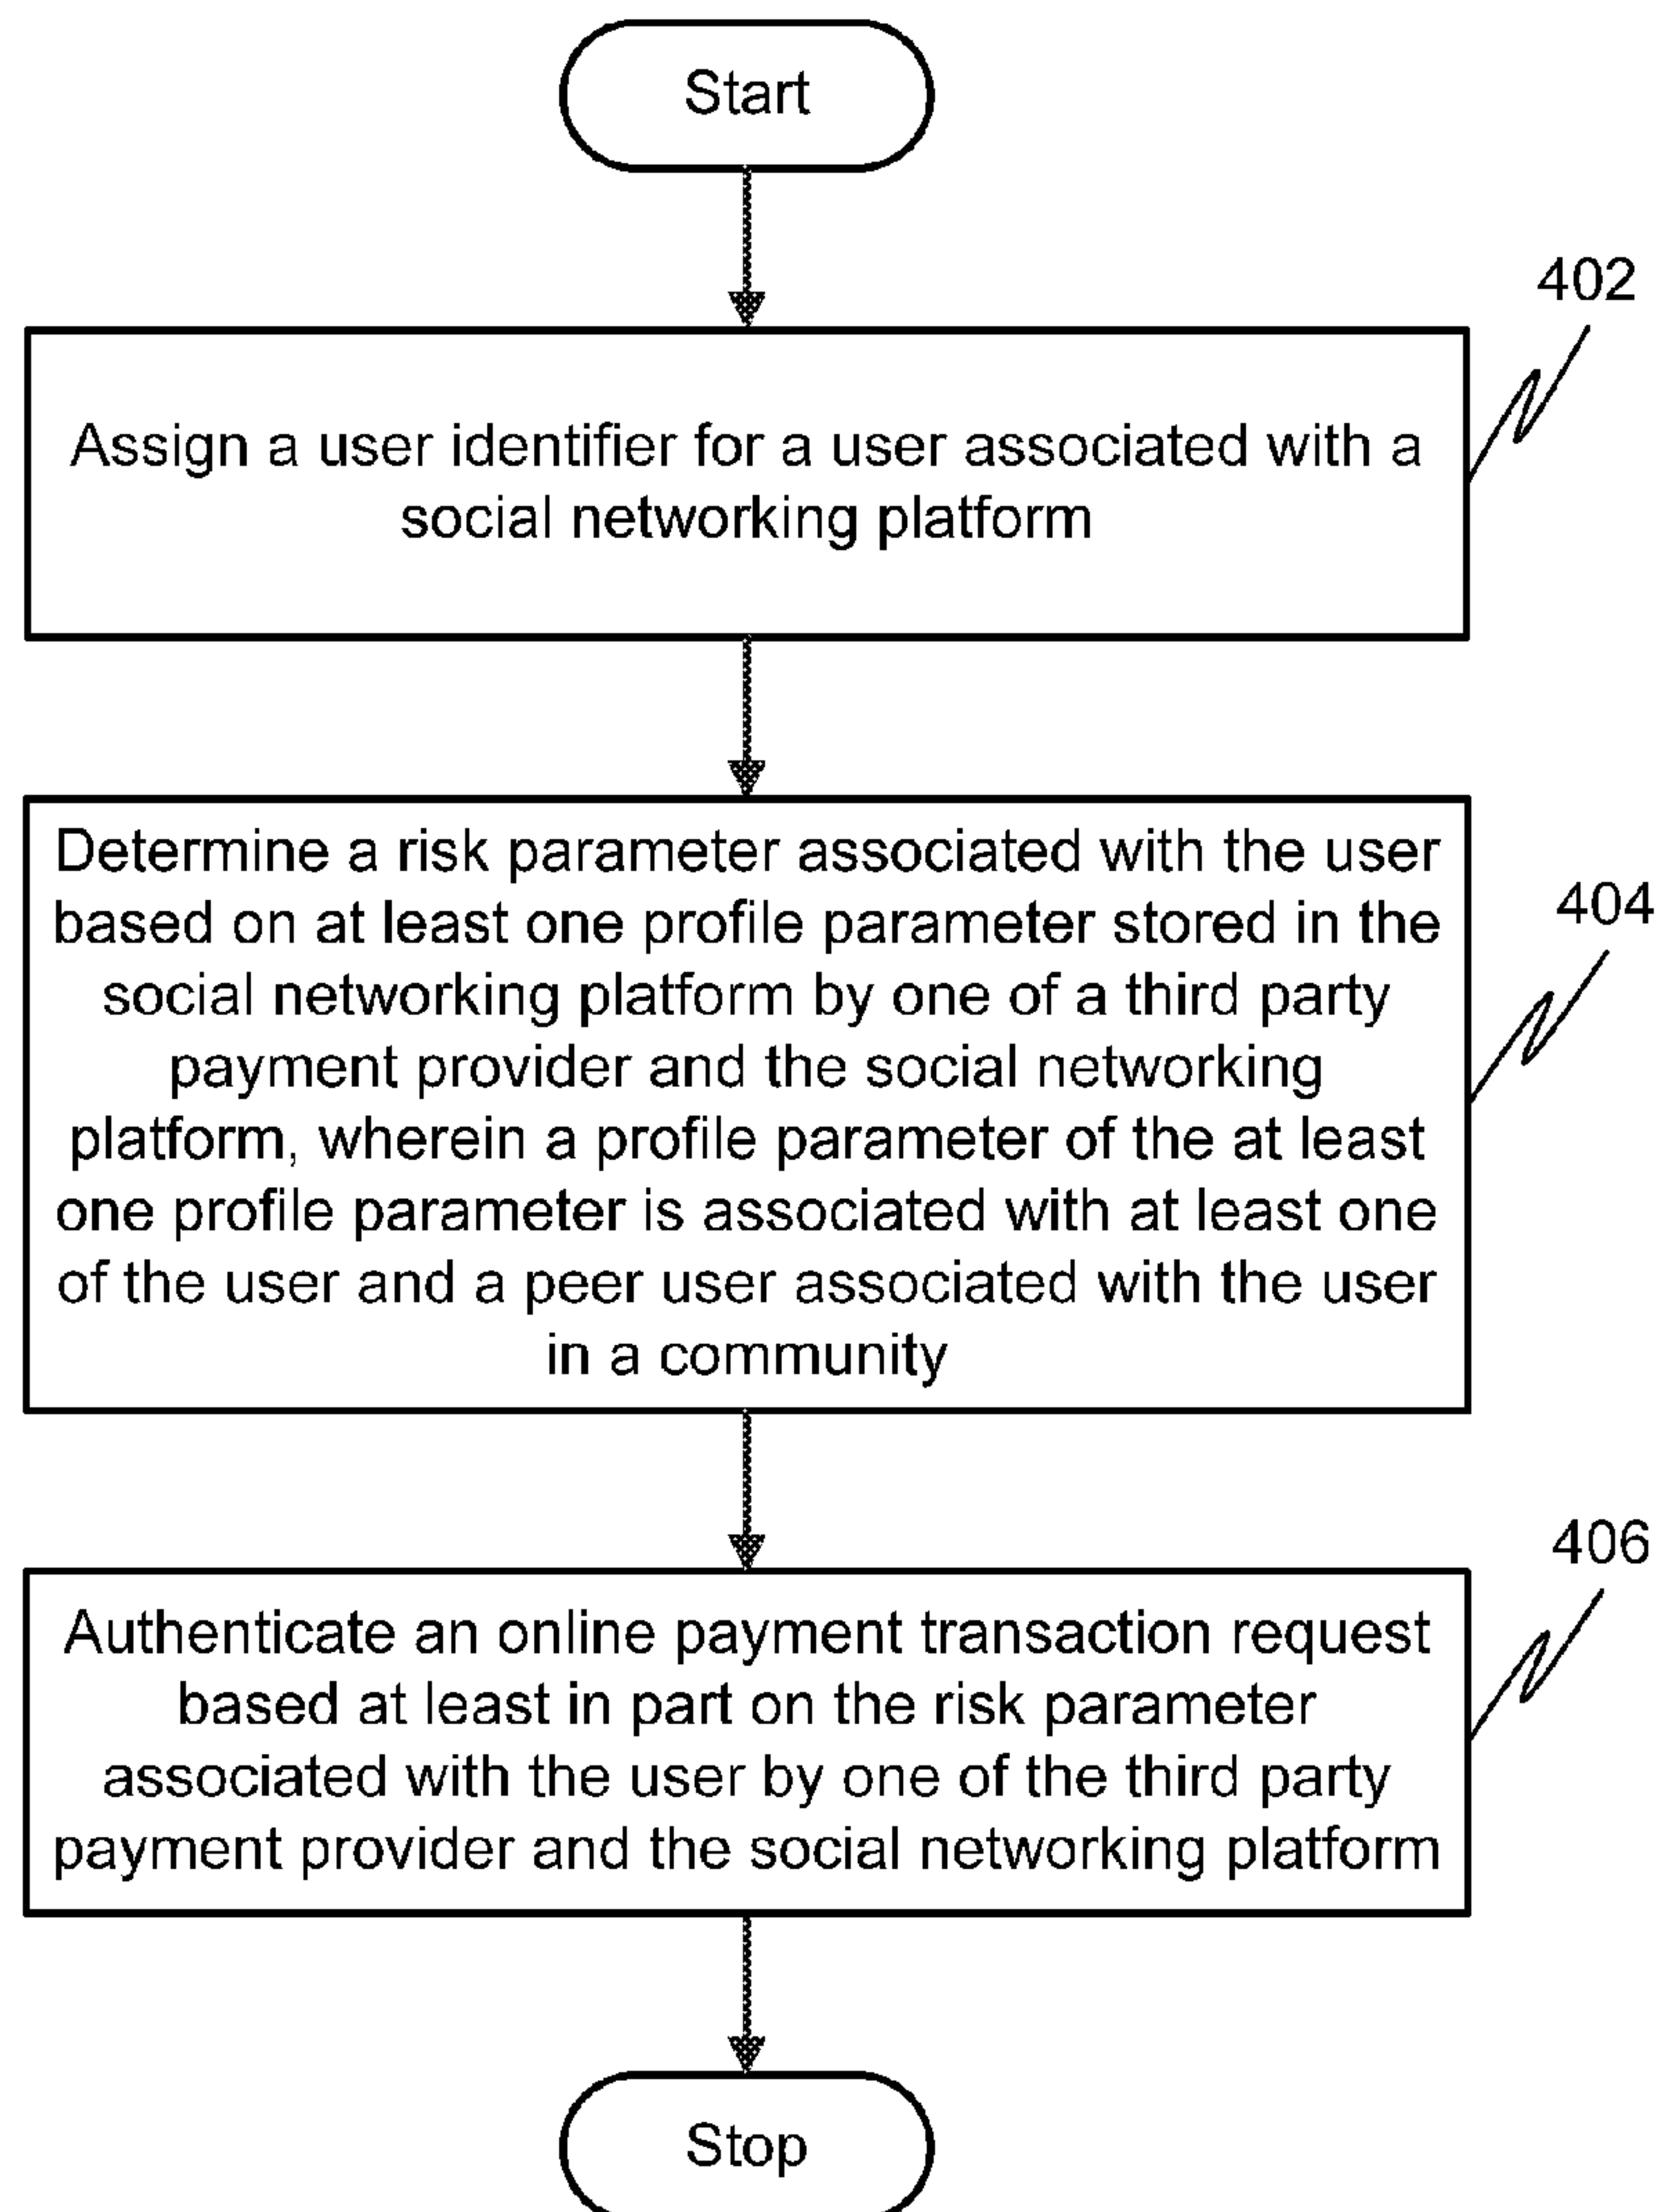 Start
402
Assign a user identifier for a user associated with a
social networking platform
Determine a risk parameter associated with the user
based on at least one profile parameter stored in the
social networking platform by one of a third party
payment provider and the social networking
platform, wherein a profile parameter of the at least
one profile parameter is associated with at least one
of the user and a peer user associated with the user
in a community
404
406
Authenticate an online payment transaction request
based at least in part on the risk parameter
associated with the user by one of the third party
payment provider and the social networking platform
Stop